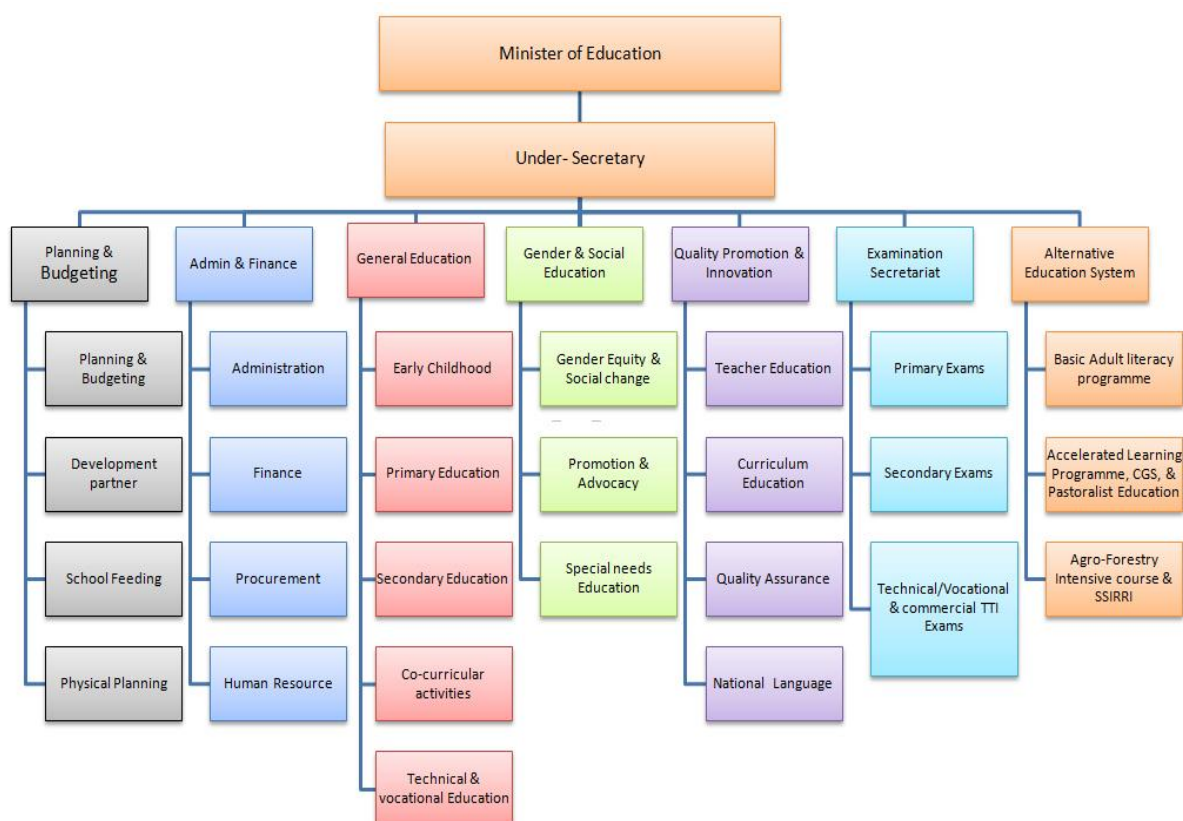 Minister of Education
Under- Secretary
Planning &
Budgeting
Admin & Finance
General Education
Gender & Social
Education
Quality Promotion &
Innovation
Examination
Secretariat
Alternative
Education System
Planning &
Budgeting
Development
partner
School Feeding
Physical Planning
Administration
Finance
Procurement
Human Resource
Early Childhood
Primary Education
Secondary Education
Co-curricular
activities
Technical &
vocational Education
Gender Equity &
Social change
Promotion &
Advocacy
Special needs
Education
Teacher Education
Curriculum
Education
Quality Assurance
National Language
Primary Exams
Secondary Exams
Technical/Vocational
& commercial TTI
Exams
Basic Adult literacy
programme
Accelerated Learning
Programme, CGS, &
Pastoralist Education
Agro-Forestry
Intensive course &
SSIRRI